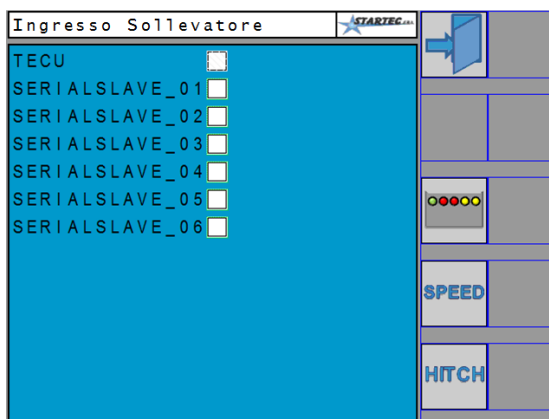 Ingresso Sollevatore
STARTEC
TECU
SERIALSLAVE_01
SERIALSLAVE_02
SERIALSLAVE_03
SERIALSLAVE_04
SERIALSLAVE_05
SERIALSLAVE_06
SPEED
HITCH